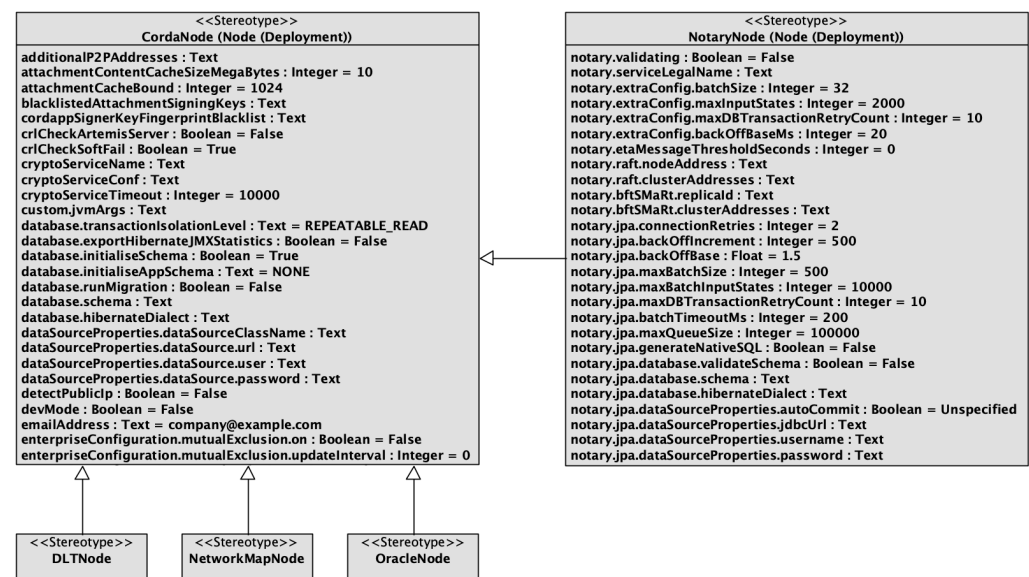 <<Stereotype>>
CordaNode (Node (Deployment))
additionalP2PAddresses : Text
attachmentContentCacheSizeMegaBytes : Integer = 10
attachmentCacheBound : Integer = 1024
blacklistedAttachmentSigningKeys : Text
cordappSignerKeyFingerprintBlacklist : Text
crlCheckArtemisServer : Boolean = False
crlCheckSoftFail : Boolean = True
cryptoServiceName : Text
cryptoServiceConf : Text
cryptoServiceTimeout : Integer = 10000
custom.jvmArgs : Text
database.transactionIsolationLevel : Text = REPEATABLE_READ
database.exportHibernateJMXStatistics : Boolean = False
database.initialiseSchema : Boolean = True
database.initialiseAppSchema : Text = NONE
database.runMigration : Boolean = False
database.schema : Text
database.hibernateDialect : Text
dataSourceProperties.dataSourceClassName : Text
dataSourceProperties.dataSource.url : Text
dataSourceProperties.dataSource.user : Text
dataSourceProperties.dataSource.password : Text
detectPublicIp : Boolean = False
devMode : Boolean = False
emailAddress : Text = company@example.com
enterpriseConfiguration.mutualExclusion.on : Boolean = False
enterpriseConfiguration.mutualExclusion.updateInterval : Integer = 0
<<Stereotype>>
NotaryNode (Node (Deployment))
notary.validating : Boolean = False
notary.serviceLegalName : Text
notary.extraConfig.batchSize : Integer = 32
notary.extraConfig.maxInputStates : Integer = 2000
notary.extraConfig.maxDBTransactionRetryCount : Integer = 10
notary.extraConfig.backOffBaseMs : Integer = 20
notary.etaMessageThresholdSeconds : Integer = 0
notary.raft.nodeAddress : Text
notary.raft.clusterAddresses : Text
notary.bftSMaRt.replicaId : Text
notary.bftSMaRt.clusterAddresses : Text
notary.jpa.connectionRetries : Integer = 2
notary.jpa.backOffIncrement : Integer = 500
notary.jpa.backOffBase : Float = 1.5
notary.jpa.maxBatchSize : Integer = 500
notary.jpa.maxBatchInputStates : Integer = 10000
notary.jpa.maxDBTransactionRetryCount : Integer = 10
notary.jpa.batchTimeoutMs : Integer = 200
notary.jpa.maxQueueSize : Integer = 100000
notary.jpa.generateNativeSQL : Boolean = False
notary.jpa.database.validateSchema : Boolean = False
notary.jpa.database.schema : Text
notary.jpa.database.hibernateDialect : Text
notary.jpa.dataSourceProperties.autoCommit : Boolean = Unspecified
notary.jpa.dataSourceProperties.jdbcUrl : Text
notary.jpa.dataSourceProperties.username : Text
notary.jpa.dataSourceProperties.password : Text
<<Stereotype>>
DLTNode
<<Stereotype>>
NetworkMapNode
<<Stereotype>>
OracleNode